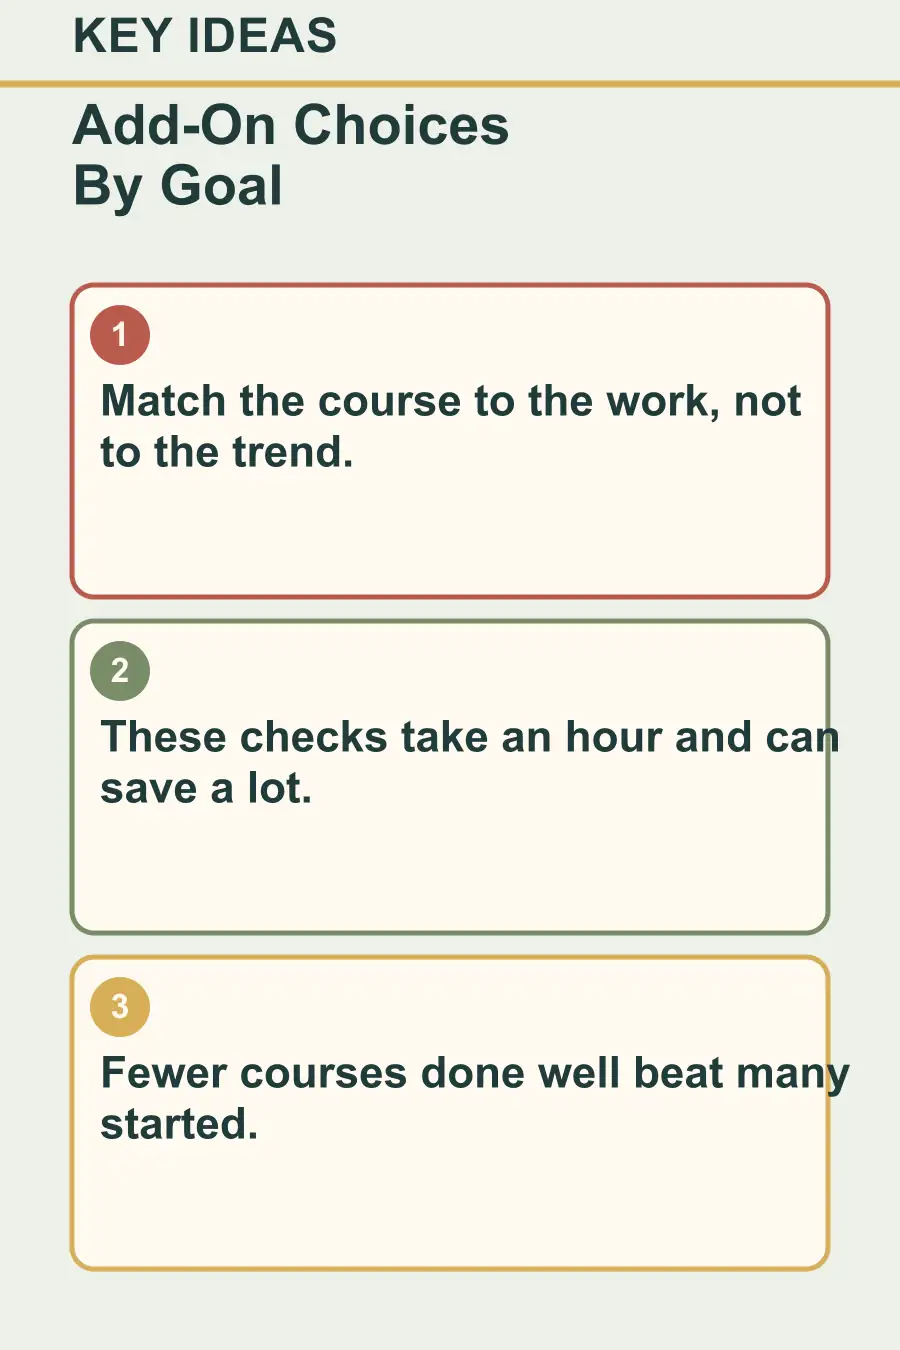 KEY IDEAS
Add-On Choices
By Goal
1
Match the course to the work, not
to the trend.
2
These checks take an hour and can
save a lot.
3
Fewer courses done well beat many
started.